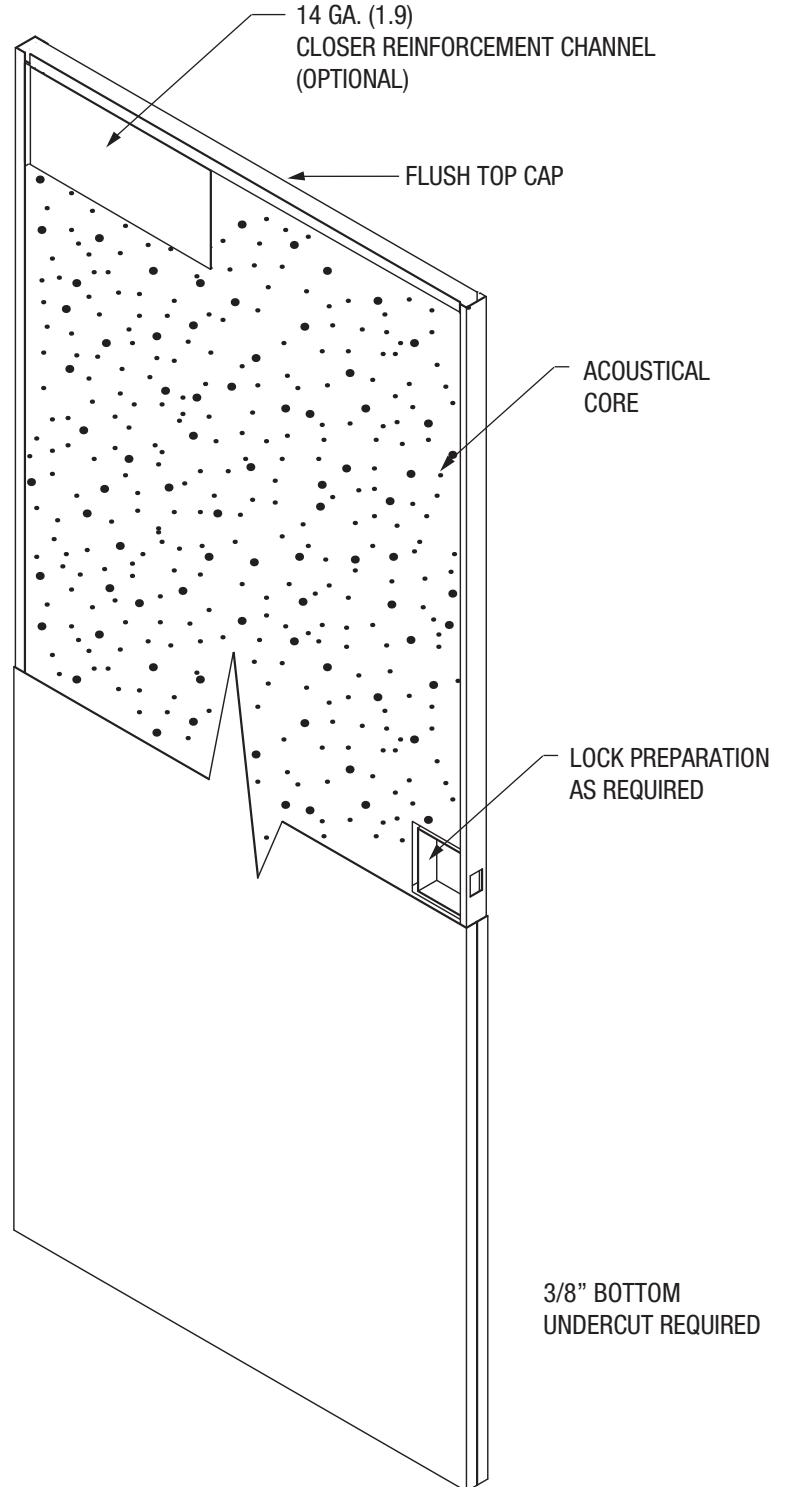 14 GA. (1.9)
CLOSER REINFORCEMENT CHANNEL
(OPTIONAL)
FLUSH TOP CAP
ACOUSTICAL
CORE
LOCK PREPARATION
AS REQUIRED
3/8” BOTTOM
UNDERCUT REQUIRED